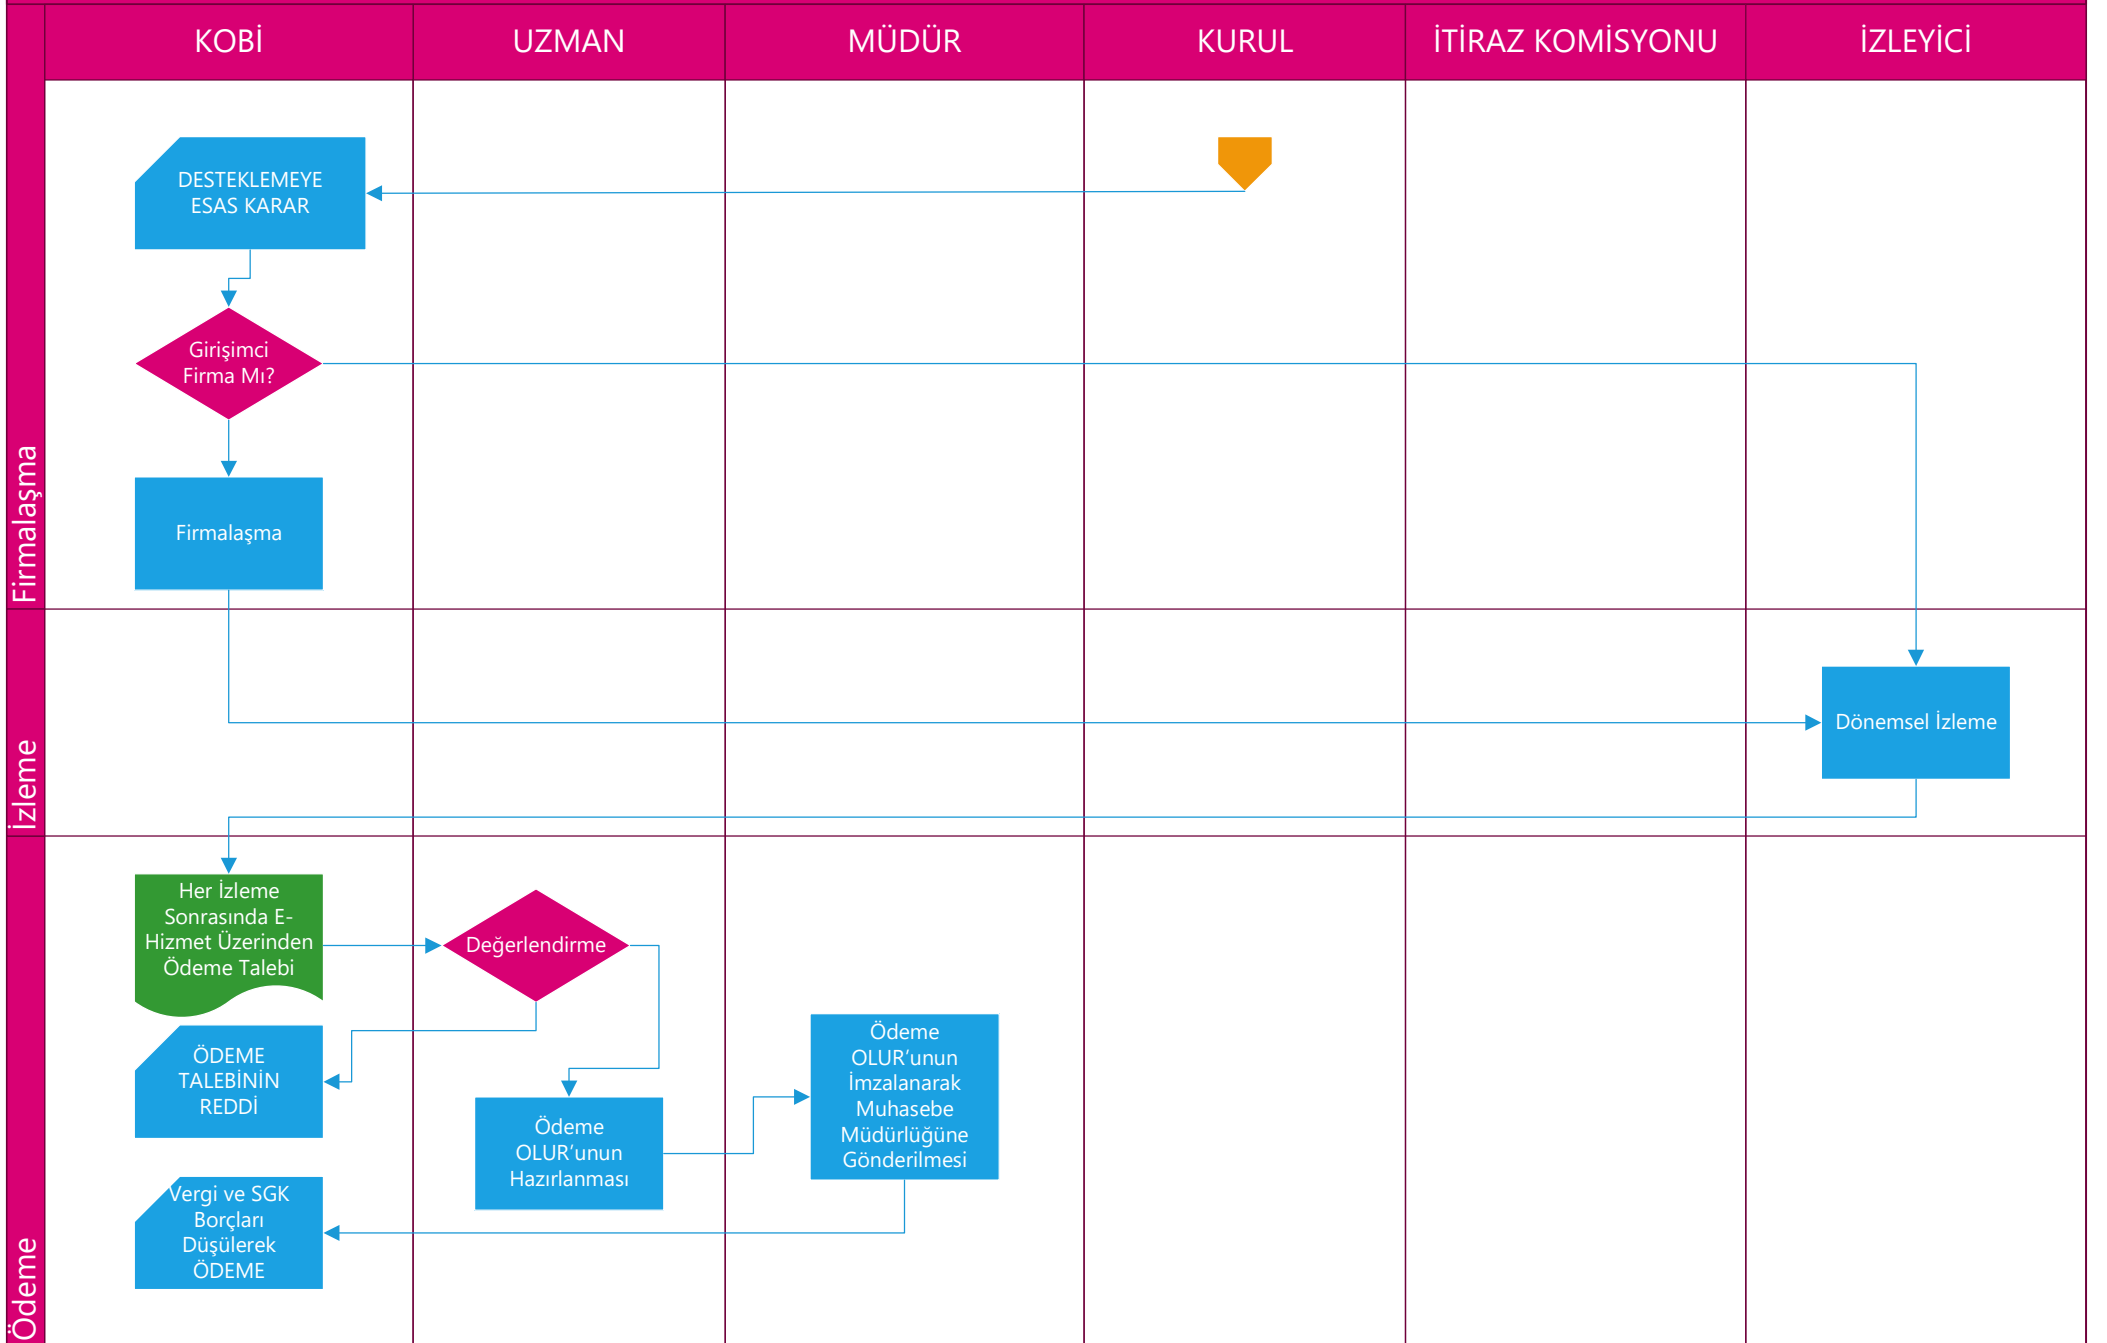 KOBİ
UZMAN
MÜDÜR
KURUL
İTİRAZ KOMİSYONU
İZLEYİCİ
Firmalaşma
DESTEKLEMEYE
ESAS KARAR
Girişimci
Firma Mı?
Firmalaşma
İzleme
Dönemsel İzleme
Ödeme
Her İzleme
Sonrasında E-
Hizmet Üzerinden
Ödeme Talebi
Değerlendirme
ÖDEME
TALEBİNİN
REDDİ
Ödeme
OLUR’unun
Hazırlanması
Ödeme
OLUR’unun
İmzalanarak
Muhasebe
Müdürlüğüne
Gönderilmesi
Vergi ve SGK
Borçları
Düşülerek
ÖDEME